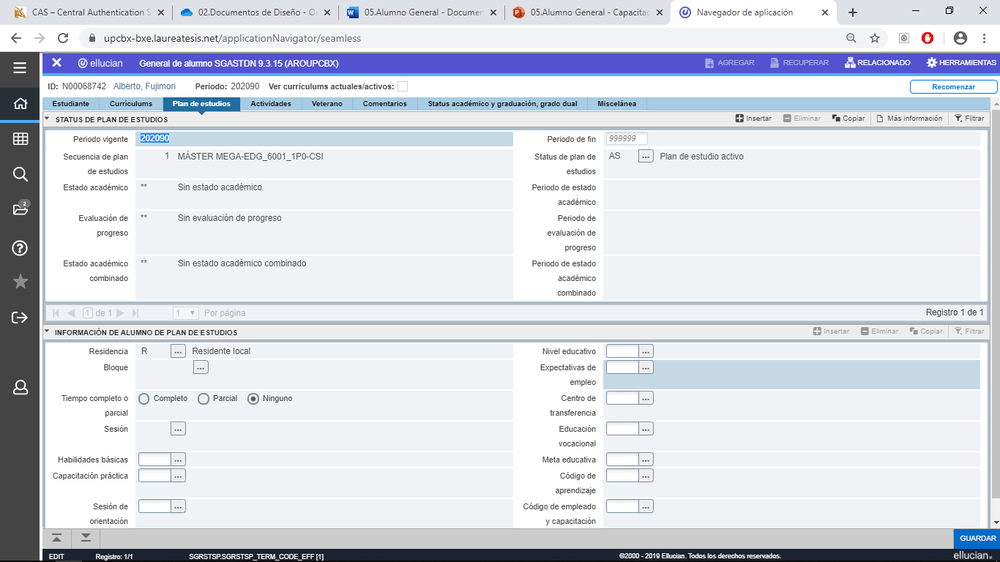 CAS – Central Authentication S
02.Documentos de Diseño - O
05.Alumno General - Documen
05.Alumno General - Capacitac
Navegador de aplicación
upcbx-bxe.laureatesis.net/applicationNavigator/seamless
ellucian
General de alumno SGASTDN 9.3.15 (AROUPCBX)
AGREGAR
RECUPERAR
RELACIONADO
HERRAMIENTAS
ID: N00068742 Alberto, Fujimori Periodo: 202090 Ver currículums actuales/activos:
Recomenzar
Estudiante Currículums Plan de estudios Actividades Veterano Comentarios Status académico y graduación, grado dual Miscelánea
STATUS DE PLAN DE ESTUDIOS
Insertar Eliminar Copiar Más información Filtrar
Periodo vigente 202090
Periodo de fin 999999
Secuencia de plan de estudios 1 MÁSTER MEGA-EDG_6001_1P0-CSI
Status de plan de estudios AS ... Plan de estudio activo
Estado académico ** Sin estado académico
Periodo de estado académico
Evaluación de progreso ** Sin evaluación de progreso
Periodo de evaluación de progreso
Estado académico combinado ** Sin estado académico combinado
Periodo de estado académico combinado
1 de 1
1 Por página
Registro 1 de 1
INFORMACIÓN DE ALUMNO DE PLAN DE ESTUDIOS
Insertar Eliminar Copiar Filtrar
Residencia R ... Residente local
Nivel educativo ...
Bloque ...
Expectativas de empleo ...
Tiempo completo o parcial Completo Parcial Ninguno
Centro de transferencia ...
Sesión ...
Educación vocacional ...
Habilidades básicas ...
Meta educativa ...
Capacitación práctica ...
Código de aprendizaje ...
Sesión de orientación ...
Código de empleado y capacitación ...
2
GUARDAR
EDIT Registro: 1/1 SGRSTSP.SGRSTSP_TERM_CODE_EFF [1] ©2000 - 2019 Ellucian. Todos los derechos reservados. ellucian.